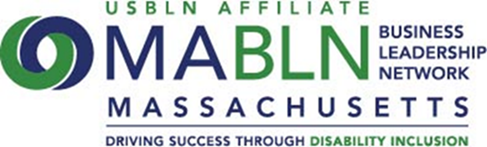 USBLN AFFILIATE
MABLN BUSINESS LEADERSHIP NETWORK
MASSACHUSETTS
DRIVING SUCCESS THROUGH DISABILITY INCLUSION